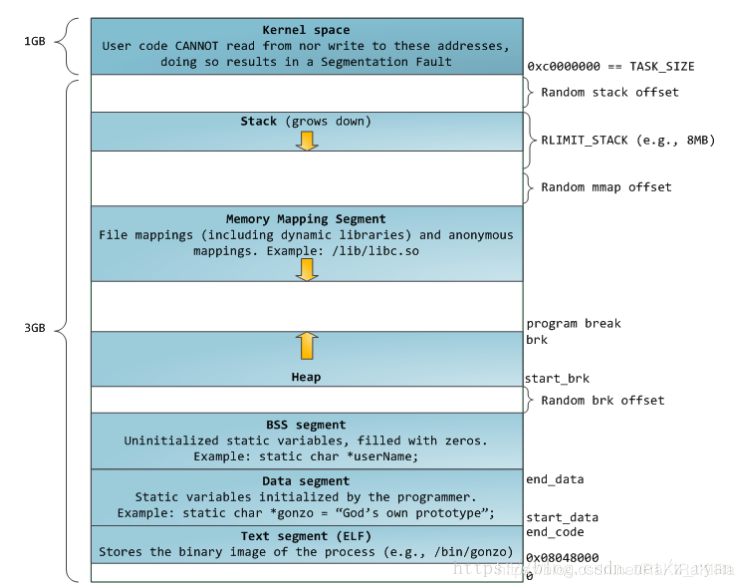 1GB
Kernel space
User code CANNOT read from nor write to these addresses,
doing so results in a Segmentation Fault
0xc0000000 == TASK_SIZE
Random stack offset
Stack (grows down)
RLIMIT_STACK (e.g., 8MB)
Random mmap offset
Memory Mapping Segment
File mappings (including dynamic libraries) and anonymous
mappings. Example: /lib/libc.so
3GB
program break
brk
Heap
start_brk
Random brk offset
BSS segment
Uninitialized static variables, filled with zeros.
Example: static char *userName;
Data segment
end_data
Static variables initialized by the programmer.
Example: static char *gonzo = “God’s own prototype”;
start_data
Text segment (ELF)
end_code
Stores the binary image of the process (e.g., /bin/gonzo)
0x08048000
0